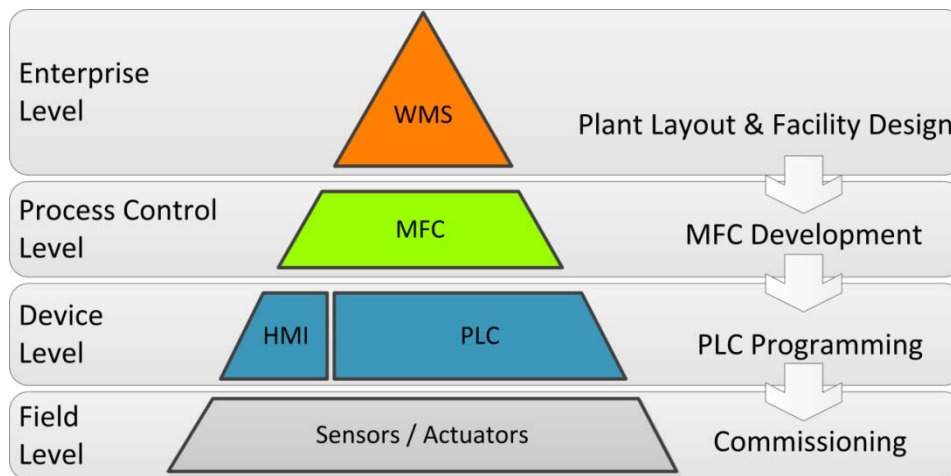 Enterprise
Level
WMS
Plant Layout & Facility Design
Process Control
Level
MFC
MFC Development
Device
Level
HMI
PLC
PLC Programming
Field
Level
Sensors / Actuators
Commissioning